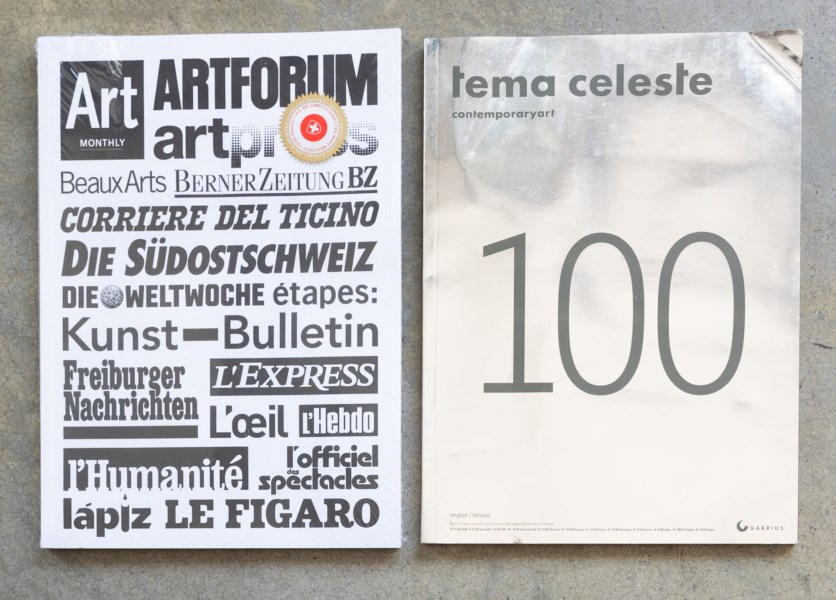 Art
MONTHLY
ARTFORUM
artpress
BeauxArts BERNER ZEITUNG BZ
CORRIERE DEL TICINO
DIE SÜDOSTSCHWEIZ
DIE WELTWOCHE étapes:
Kunst Bulletin
Freiburger
Nachrichten
L'EXPRESS
L'œil l'Hebdo
l'Humanité
l'officiel
des
spectacles
lápiz LE FIGARO
tema celeste
contemporaryart
100
english / italiano
GABRIUS